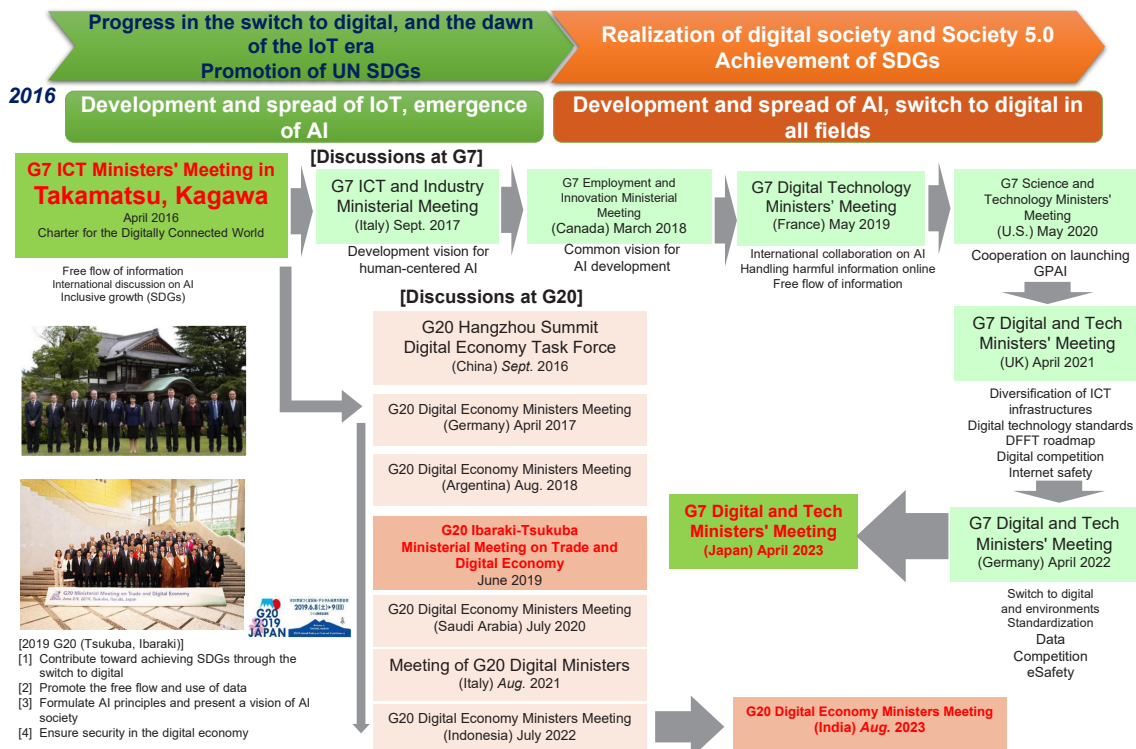 Progress in the switch to digital, and the dawn
of the IoT era
Promotion of UN SDGs
Realization of digital society and Society 5.0
Achievement of SDGs
2016
Development and spread of IoT, emergence
of AI
Development and spread of AI, switch to digital in
all fields
G7 ICT Ministers' Meeting in
Takamatsu, Kagawa
April 2016
Charter for the Digitally Connected World
Free flow of information
International discussion on AI
Inclusive growth (SDGs)
[Discussions at G7]
G7 ICT and Industry
Ministerial Meeting
(Italy) Sept. 2017
Development vision for
human-centered AI
G7 Employment and
Innovation Ministerial
Meeting
(Canada) March 2018
Common vision for
AI development
G7 Digital Technology
Ministers' Meeting
(France) May 2019
International collaboration on AI
Handling harmful information online
Free flow of information
G7 Science and
Technology Ministers'
Meeting
(U.S.) May 2020
Cooperation on launching
GPAI
G7 Digital and Tech
Ministers' Meeting
(UK) April 2021
Diversification of ICT
infrastructures
Digital technology standards
DFFT roadmap
Digital competition
Internet safety
G7 Digital and Tech
Ministers' Meeting
(Germany) April 2022
Switch to digital
and environments
Standardization
Data
Competition
eSafety
G7 Digital and Tech
Ministers' Meeting
(Japan) April 2023
[Discussions at G20]
G20 Hangzhou Summit
Digital Economy Task Force
(China) Sept. 2016
G20 Digital Economy Ministers Meeting
(Germany) April 2017
G20 Digital Economy Ministers Meeting
(Argentina) Aug. 2018
G20 Ibaraki-Tsukuba
Ministerial Meeting on Trade and
Digital Economy
June 2019
G20 Digital Economy Ministers Meeting
(Saudi Arabia) July 2020
Meeting of G20 Digital Ministers
(Italy) Aug. 2021
G20 Digital Economy Ministers Meeting
(Indonesia) July 2022
G20 Digital Economy Ministers Meeting
(India) Aug. 2023
G20 Ministerial Meeting on Trade and Digital Economy
G20
2019
JAPAN
2019.6.8(土)▸9(日)
[2019 G20 (Tsukuba, Ibaraki)]
[1] Contribute toward achieving SDGs through the
switch to digital
[2] Promote the free flow and use of data
[3] Formulate AI principles and present a vision of AI
society
[4] Ensure security in the digital economy